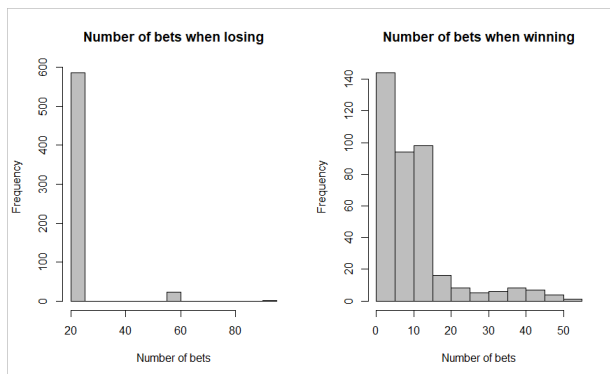 Number of bets when losing
Frequency
600
500
400
300
200
100
0
20 40 60 80
Number of bets
Number of bets when winning
Frequency
140
120
100
80
60
40
20
0
0 10 20 30 40 50
Number of bets